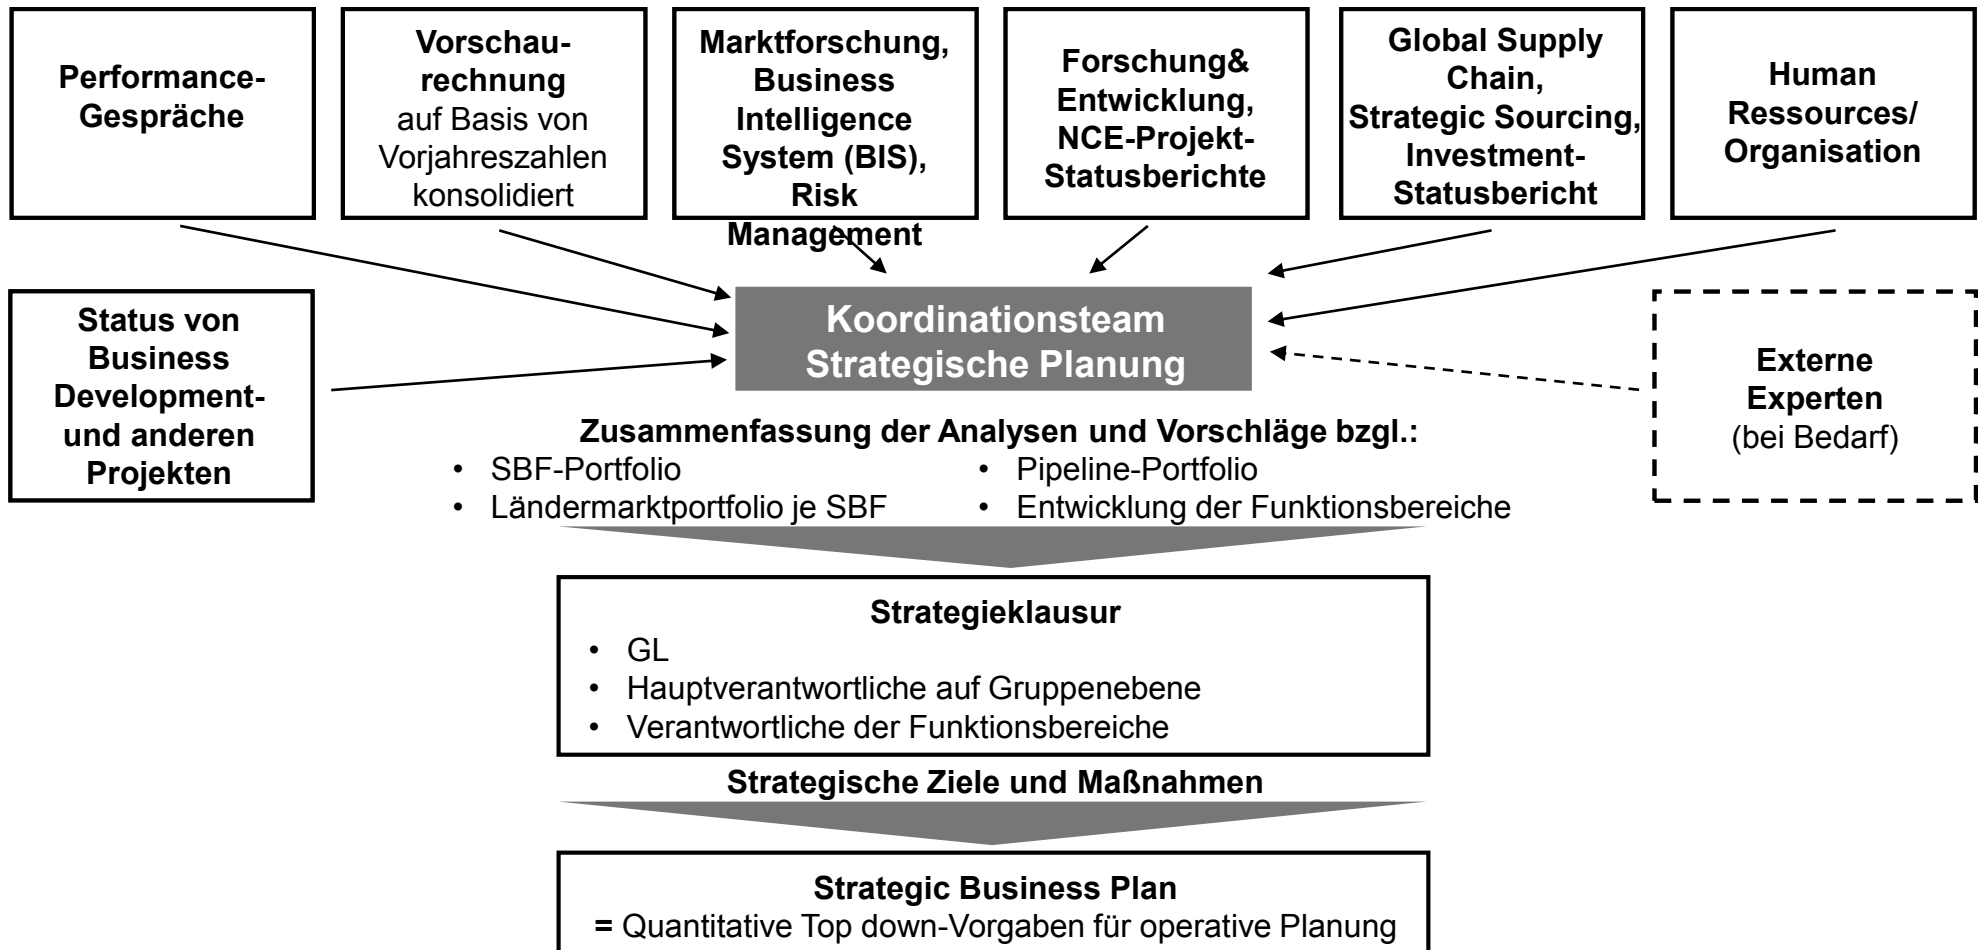 Performance-
Gespräche
Vorschau-
rechnung
auf Basis von
Vorjahreszahlen
konsolidiert
Marktforschung,
Business
Intelligence
System (BIS),
Risk
Management
Forschung&
Entwicklung,
NCE-Projekt-
Statusberichte
Global Supply
Chain,
Strategic Sourcing,
Investment-
Statusbericht
Human
Ressources/
Organisation
Status von
Business
Development-
und anderen
Projekten
Koordinationsteam
Strategische Planung
Externe
Experten
(bei Bedarf)
Zusammenfassung der Analysen und Vorschläge bzgl.:
• SBF-Portfolio
• Ländermarktportfolio je SBF
• Pipeline-Portfolio
• Entwicklung der Funktionsbereiche
Strategieklausur
• GL
• Hauptverantwortliche auf Gruppenebene
• Verantwortliche der Funktionsbereiche
Strategische Ziele und Maßnahmen
Strategic Business Plan
= Quantitative Top down-Vorgaben für operative Planung